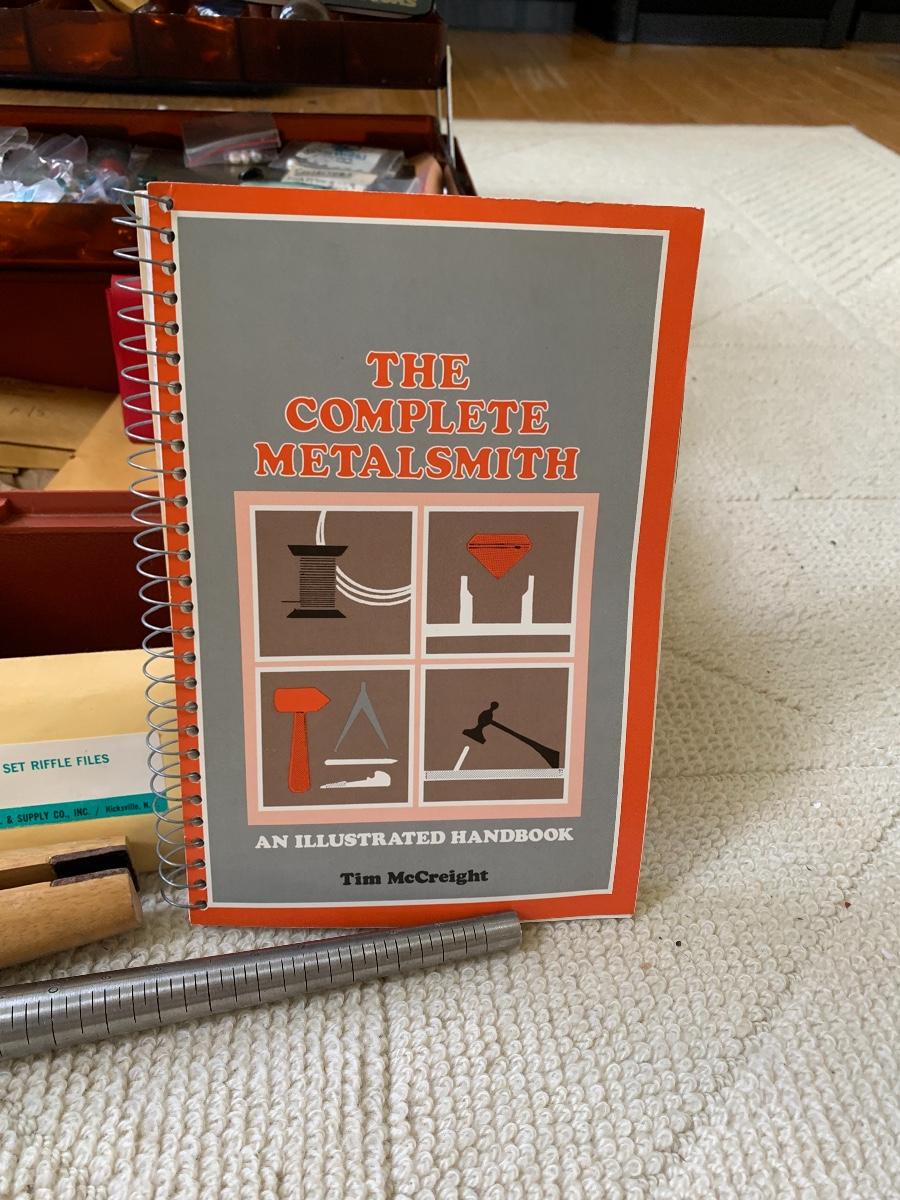 THE
COMPLETE
METALSMITH
AN ILLUSTRATED HANDBOOK
Tim McCreight
SET RIFFLE FILES
& SUPPLY CO., INC. / Hicksville, N.